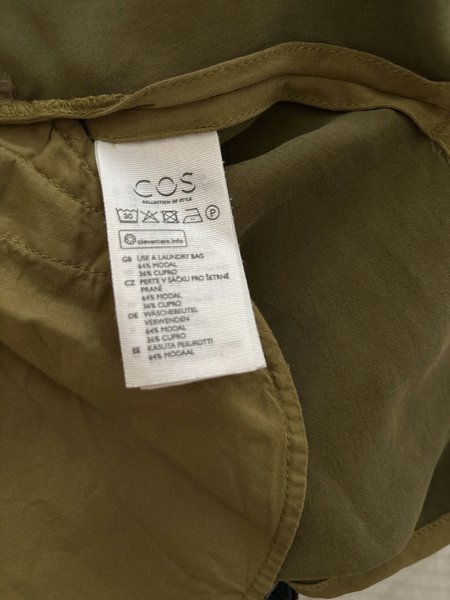 COS
COLLECTION OF STYLE
30
P
clevercare.info
GB USE A LAUNDRY BAG
64% MODAL
36% CUPRO
CZ PERTE V SÁČKU PRO ŠETRNÉ
PRANÍ
64% MODAL
36% CUPRO
DE WÄSCHEBEUTEL
VERWENDEN
64% MODAL
36% CUPRO
EE KASUTA PESUKOTTI
64% MODAAL